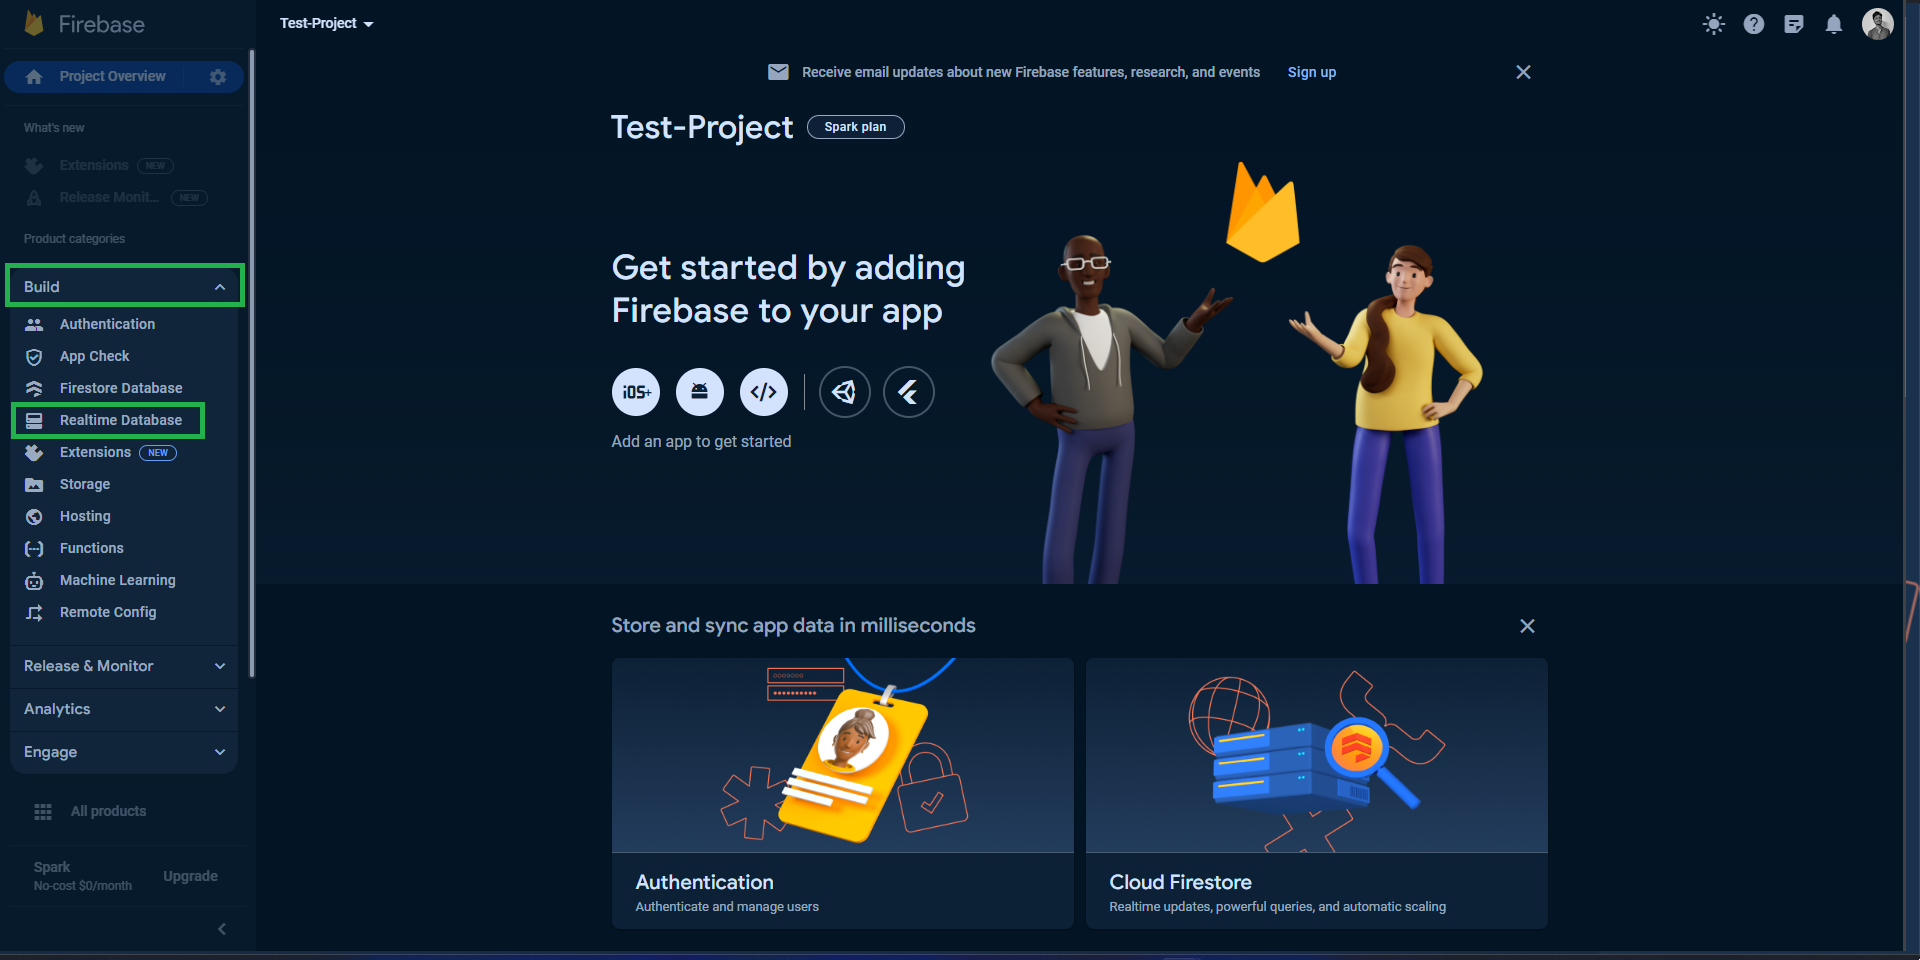 Firebase
Test-Project
Project Overview
Receive email updates about new Firebase features, research, and events Sign up
What's new
Extensions NEW
Release Monit... NEW
Product categories
Build
Authentication
App Check
Firestore Database
Realtime Database
Extensions NEW
Storage
Hosting
Functions
Machine Learning
Remote Config
Release & Monitor
Analytics
Engage
All products
Spark
No-cost $0/month
Upgrade
Test-Project Spark plan
Get started by adding
Firebase to your app
iOS+
Add an app to get started
Store and sync app data in milliseconds
Authentication
Authenticate and manage users
Cloud Firestore
Realtime updates, powerful queries, and automatic scaling